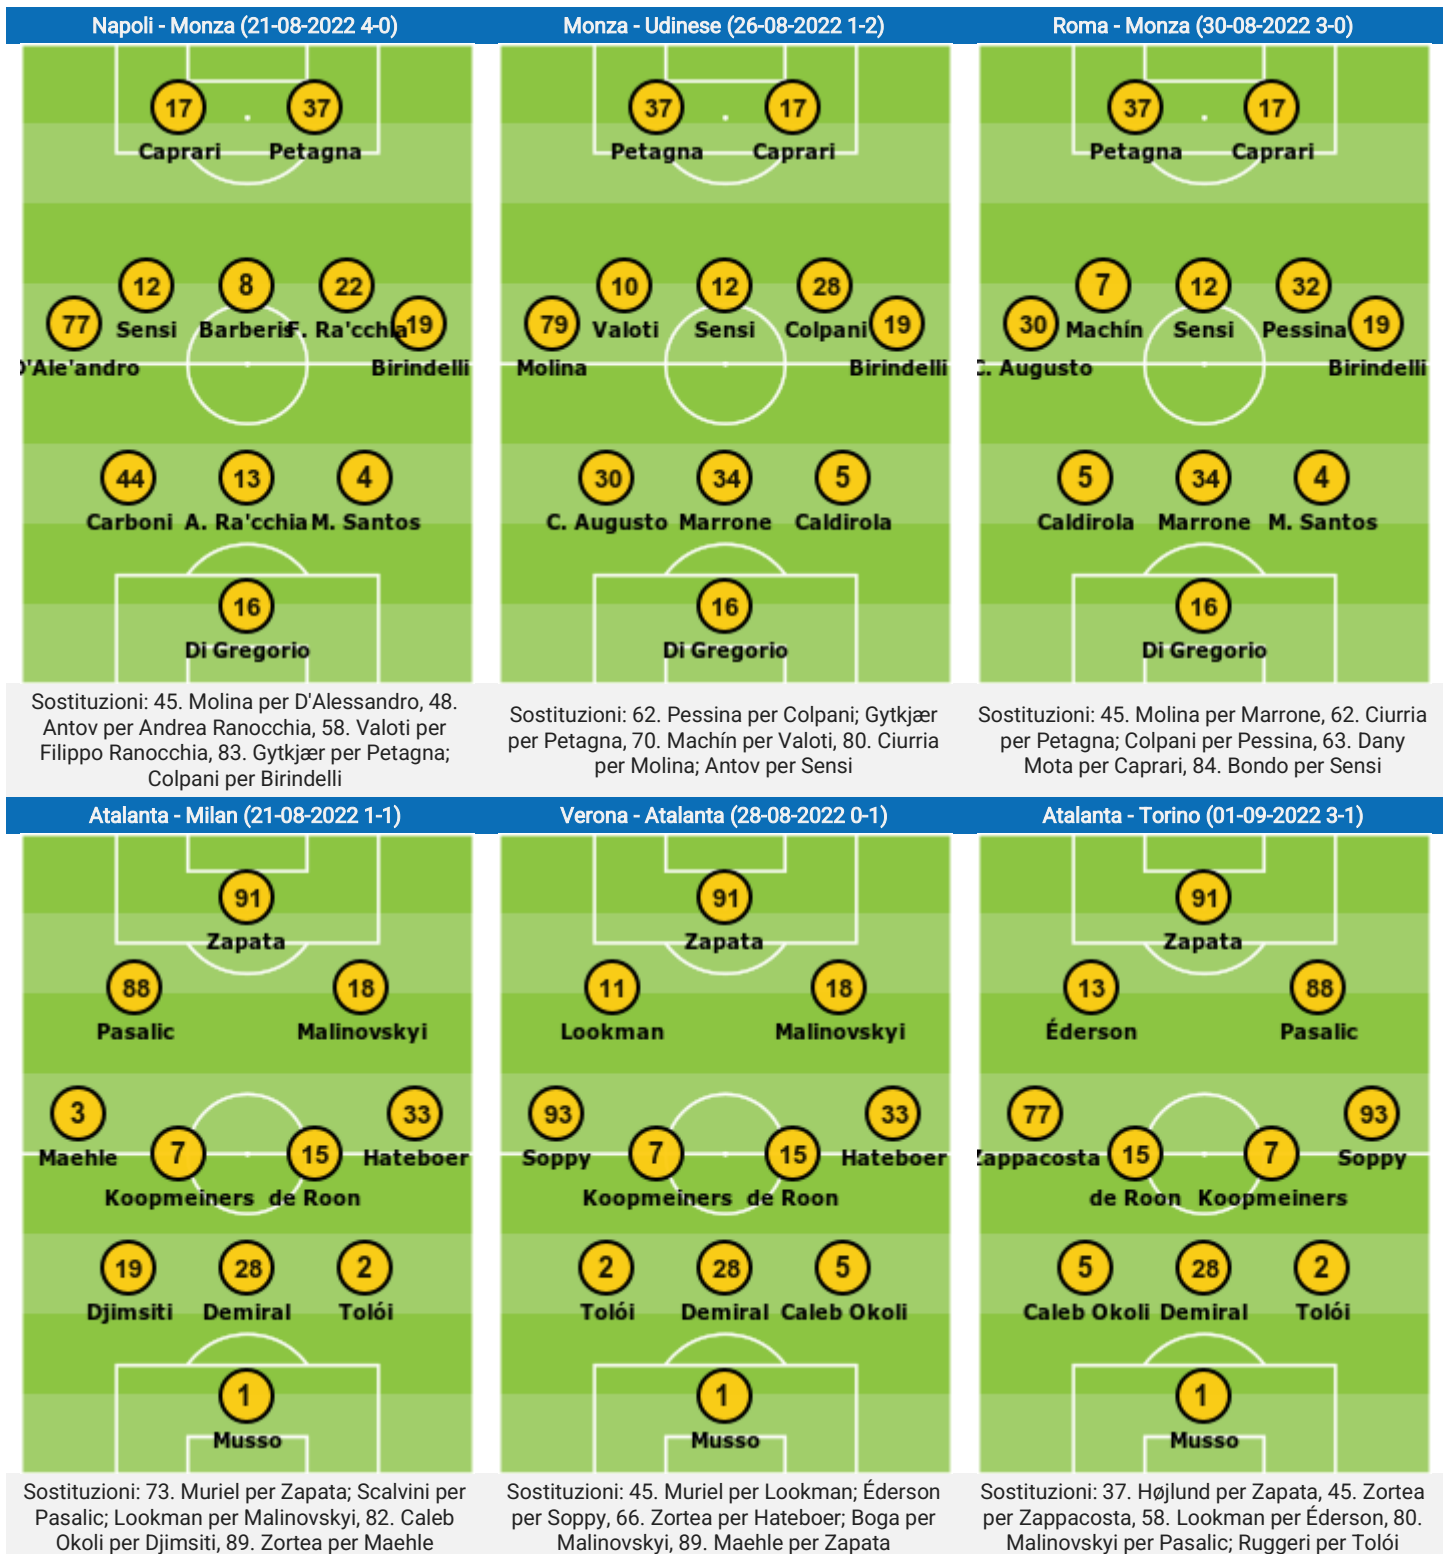 Napoli - Monza (21-08-2022 4-0)
17
37
Caprari
Petagna
12
8
22
77
19
Sensi
Barberis
F. Ra'cchia
D'Ale'andro
Birindelli
44
13
4
Carboni
A. Ra'cchia
M. Santos
16
Di Gregorio
Sostituzioni: 45. Molina per D'Alessandro, 48.
Antov per Andrea Ranocchia, 58. Valoti per
Filippo Ranocchia, 83. Gytkjær per Petagna;
Colpani per Birindelli
Monza - Udinese (26-08-2022 1-2)
37
17
Petagna
Caprari
10
12
28
79
19
Valoti
Sensi
Colpani
Molina
Birindelli
30
34
5
C. Augusto
Marrone
Caldirola
16
Di Gregorio
Sostituzioni: 62. Pessina per Colpani; Gytkjær
per Petagna, 70. Machín per Valoti, 80. Ciurria
per Molina; Antov per Sensi
Roma - Monza (30-08-2022 3-0)
37
17
Petagna
Caprari
7
12
32
30
19
Machín
Sensi
Pessina
C. Augusto
Birindelli
5
34
4
Caldirola
Marrone
M. Santos
16
Di Gregorio
Sostituzioni: 45. Molina per Marrone, 62. Ciurria
per Petagna; Colpani per Pessina, 63. Dany
Mota per Caprari, 84. Bondo per Sensi
Atalanta - Milan (21-08-2022 1-1)
91
Zapata
88
18
Pasalic
Malinovskyi
3
33
7
15
Maehle
Hateboer
Koopmeiners
de Roon
19
28
2
Djimsiti
Demiral
Tolói
1
Musso
Sostituzioni: 73. Muriel per Zapata; Scalvini per
Pasalic; Lookman per Malinovskyi, 82. Caleb
Okoli per Djimsiti, 89. Zortea per Maehle
Verona - Atalanta (28-08-2022 0-1)
91
Zapata
11
18
Lookman
Malinovskyi
93
33
7
15
Soppy
Hateboer
Koopmeiners
de Roon
2
28
5
Tolói
Demiral
Caleb Okoli
1
Musso
Sostituzioni: 45. Muriel per Lookman; Éderson
per Soppy, 66. Zortea per Hateboer; Boga per
Malinovskyi, 89. Maehle per Zapata
Atalanta - Torino (01-09-2022 3-1)
91
Zapata
13
88
Éderson
Pasalic
77
93
15
7
Zappacosta
Soppy
de Roon
Koopmeiners
5
28
2
Caleb Okoli
Demiral
Tolói
1
Musso
Sostituzioni: 37. Højlund per Zapata, 45. Zortea
per Zappacosta, 58. Lookman per Éderson, 80.
Malinovskyi per Pasalic; Ruggeri per Tolói